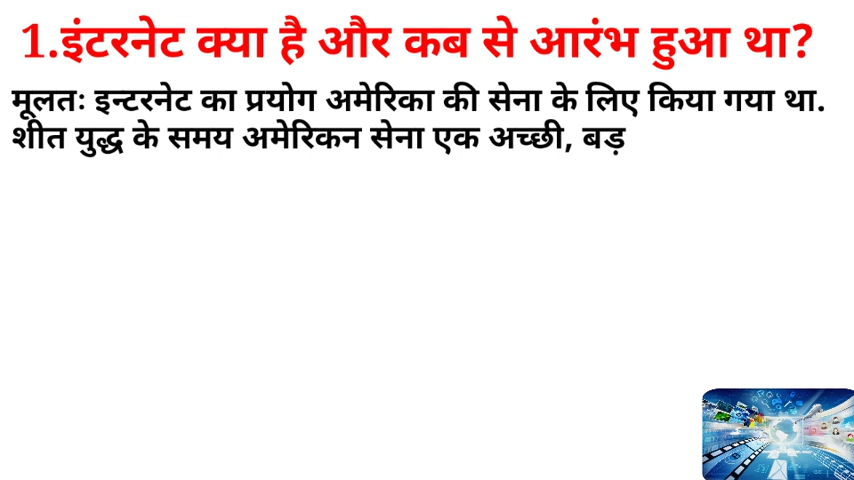 1.इंटरनेट क्या है और कब से आरंभ हुआ था?
मूलतः इन्टरनेट का प्रयोग अमेरिका की सेना के लिए किया गया था.
शीत युद्ध के समय अमेरिकन सेना एक अच्छी, बड़